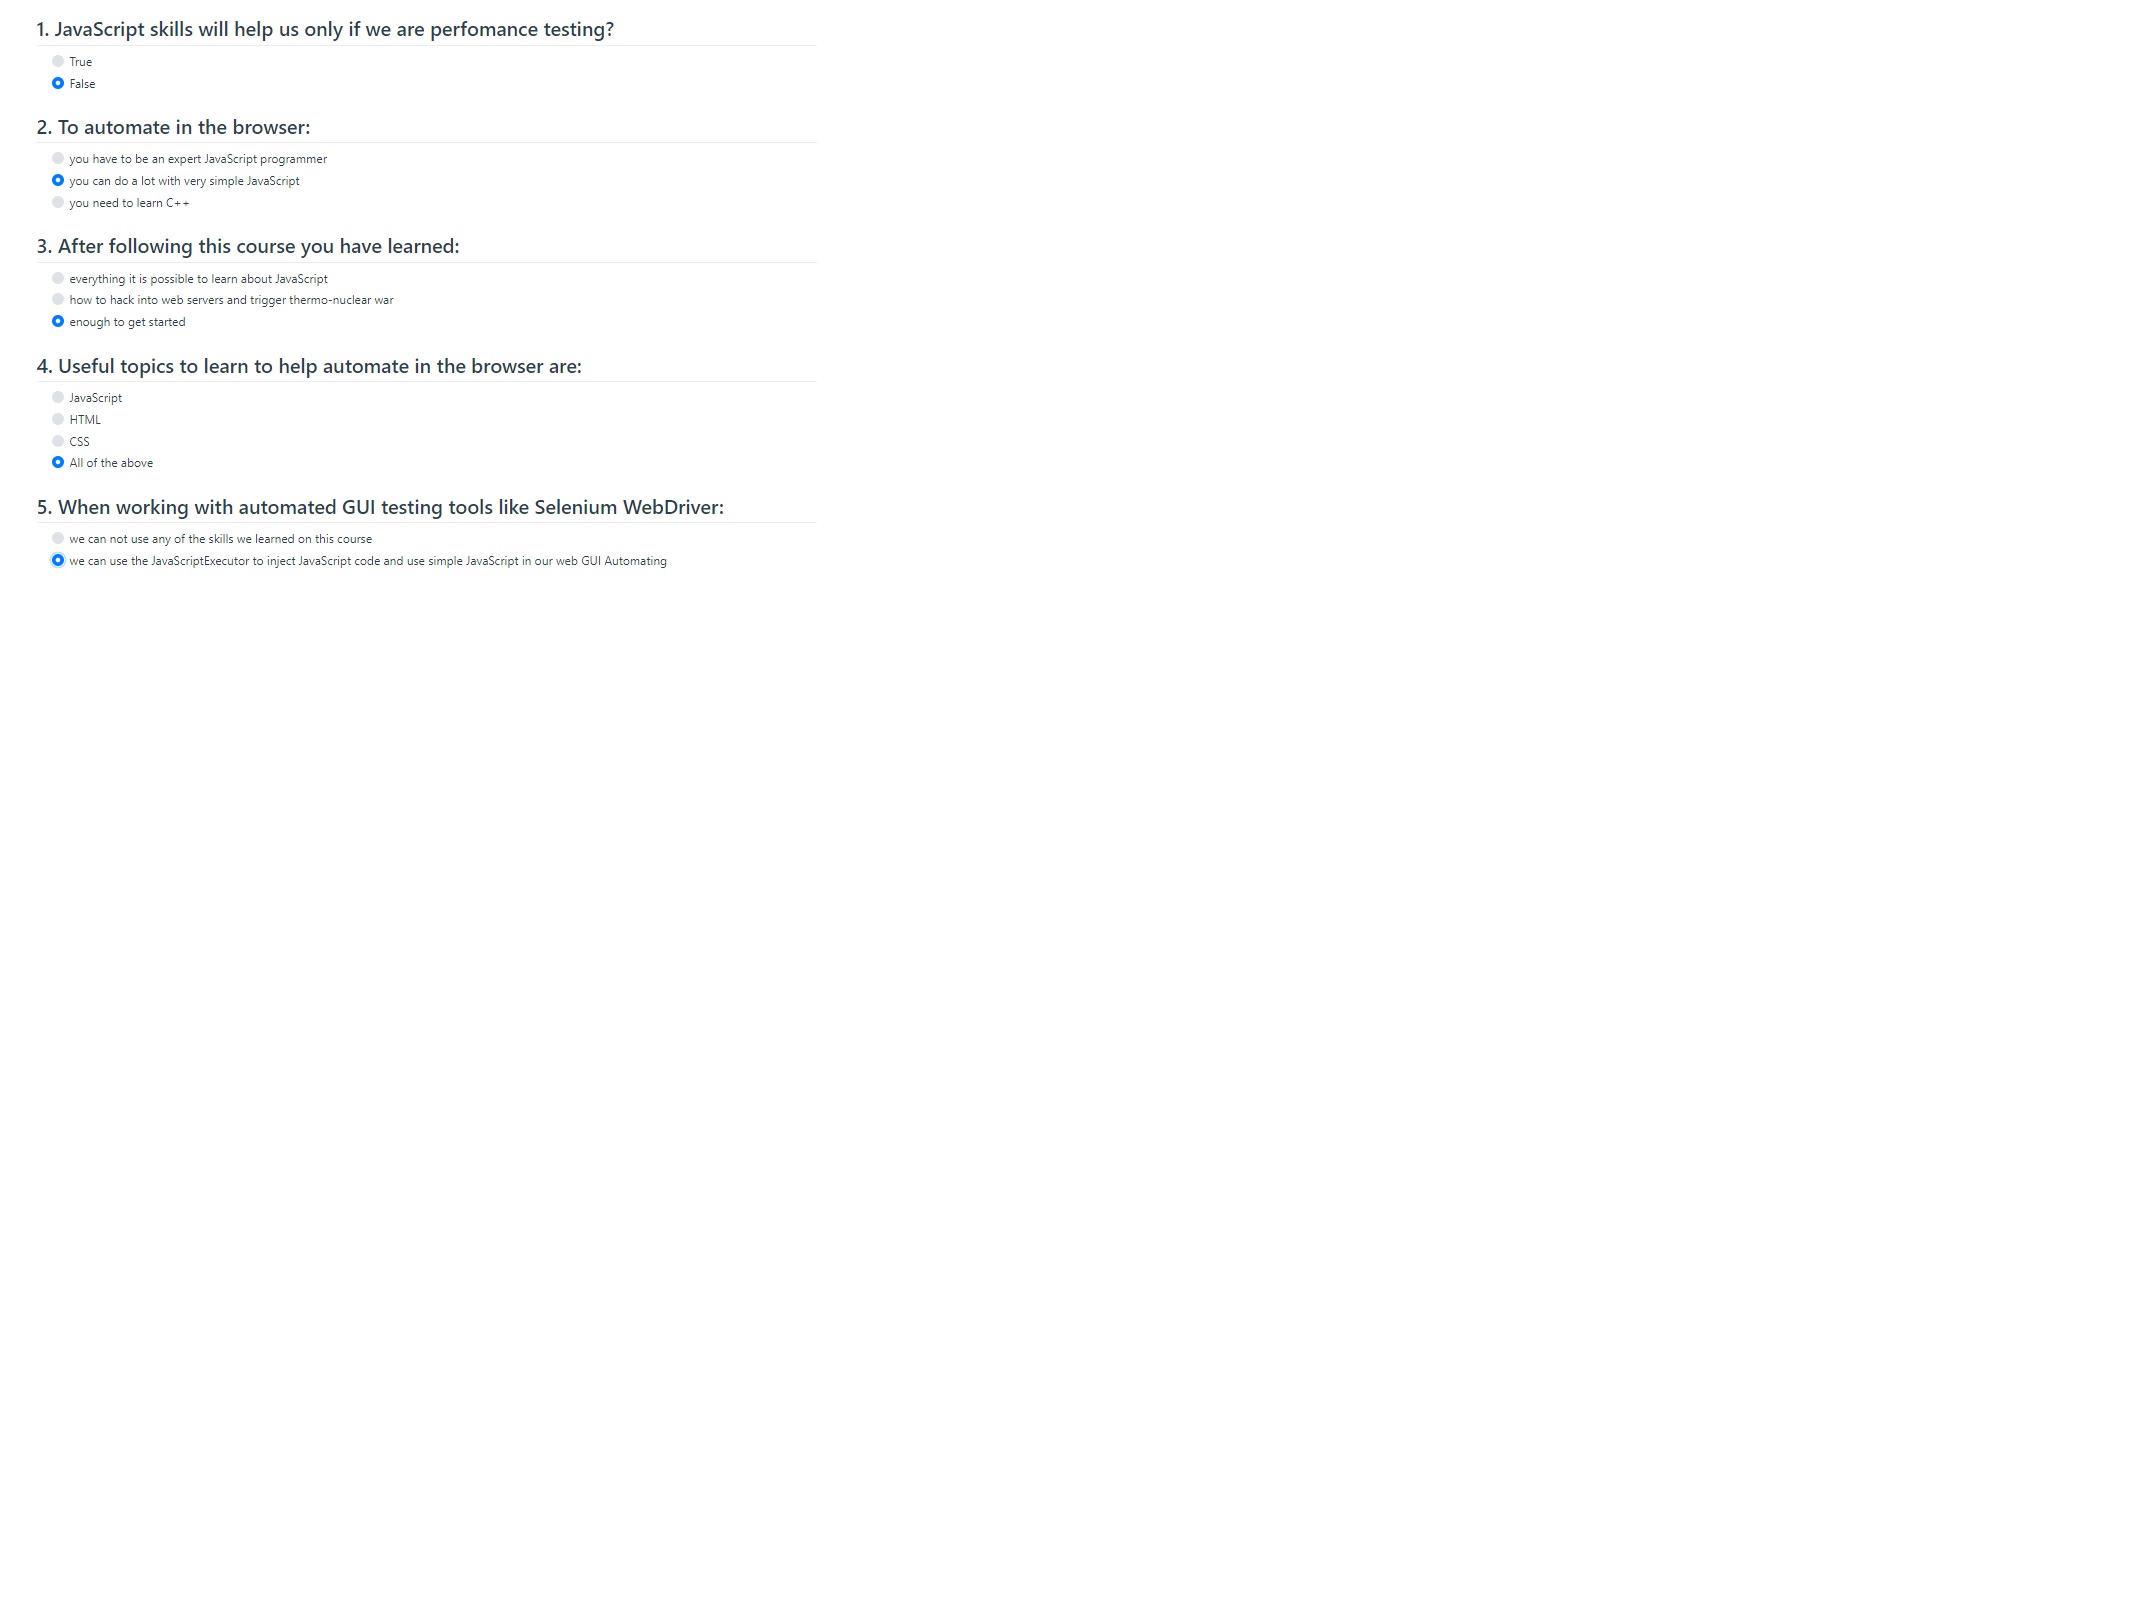 1. JavaScript skills will help us only if we are perfomance testing?
True
False
2. To automate in the browser:
you have to be an expert JavaScript programmer
you can do a lot with very simple JavaScript
you need to learn C++
3. After following this course you have learned:
everything it is possible to learn about JavaScript
how to hack into web servers and trigger thermo-nuclear war
enough to get started
4. Useful topics to learn to help automate in the browser are:
JavaScript
HTML
CSS
All of the above
5. When working with automated GUI testing tools like Selenium WebDriver:
we can not use any of the skills we learned on this course
we can use the JavaScriptExecutor to inject JavaScript code and use simple JavaScript in our web GUI Automating